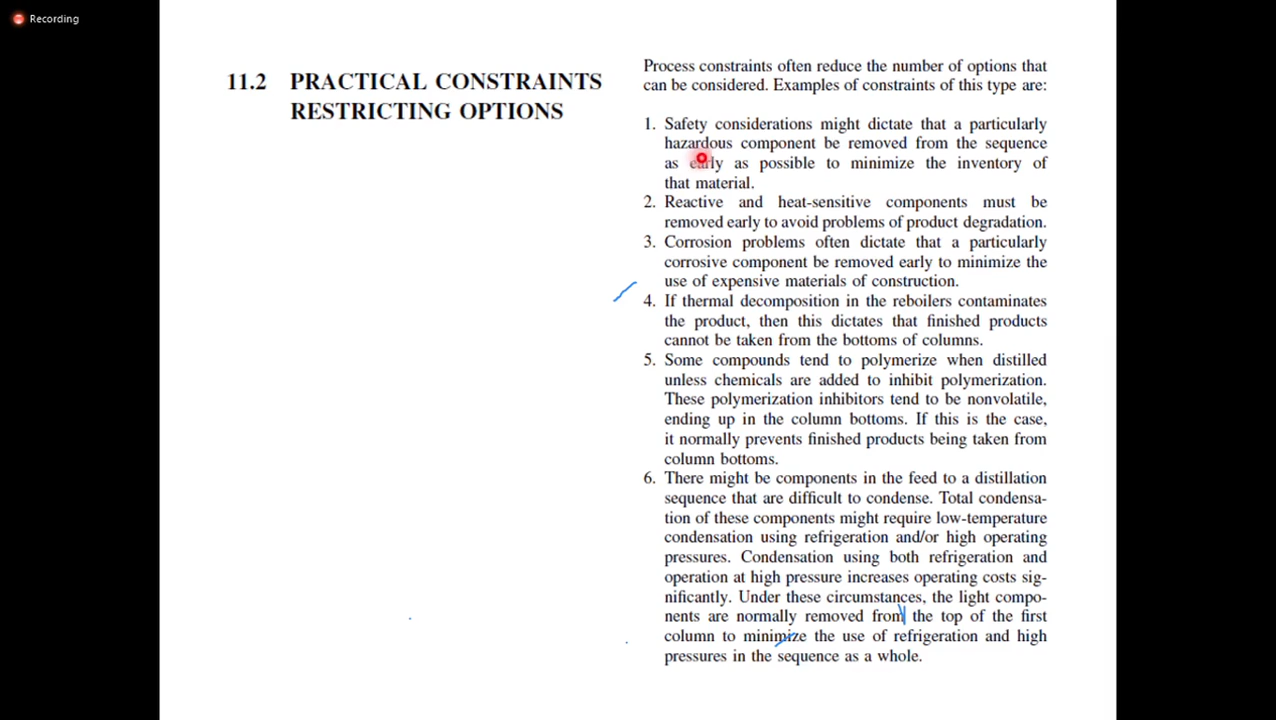 Recording
11.2 PRACTICAL CONSTRAINTS
RESTRICTING OPTIONS
Process constraints often reduce the number of options that
can be considered. Examples of constraints of this type are:
1. Safety considerations might dictate that a particularly
hazardous component be removed from the sequence
as early as possible to minimize the inventory of
that material.
2. Reactive and heat-sensitive components must be
removed early to avoid problems of product degradation.
3. Corrosion problems often dictate that a particularly
corrosive component be removed early to minimize the
use of expensive materials of construction.
4. If thermal decomposition in the reboilers contaminates
the product, then this dictates that finished products
cannot be taken from the bottoms of columns.
5. Some compounds tend to polymerize when distilled
unless chemicals are added to inhibit polymerization.
These polymerization inhibitors tend to be nonvolatile,
ending up in the column bottoms. If this is the case,
it normally prevents finished products being taken from
column bottoms.
6. There might be components in the feed to a distillation
sequence that are difficult to condense. Total condensa-
tion of these components might require low-temperature
condensation using refrigeration and/or high operating
pressures. Condensation using both refrigeration and
operation at high pressure increases operating costs sig-
nificantly. Under these circumstances, the light compo-
nents are normally removed from the top of the first
column to minimize the use of refrigeration and high
pressures in the sequence as a whole.